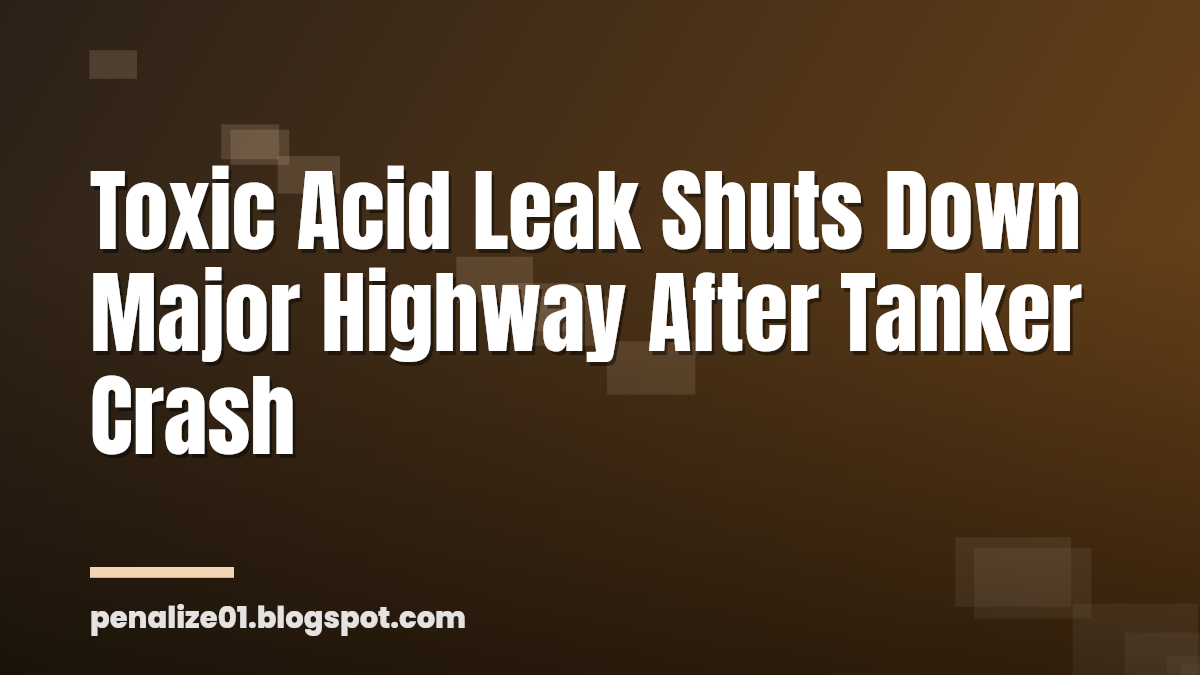 Toxic Acid Leak Shuts Down
Major Highway After Tanker
Crash
penalize01.blogspot.com